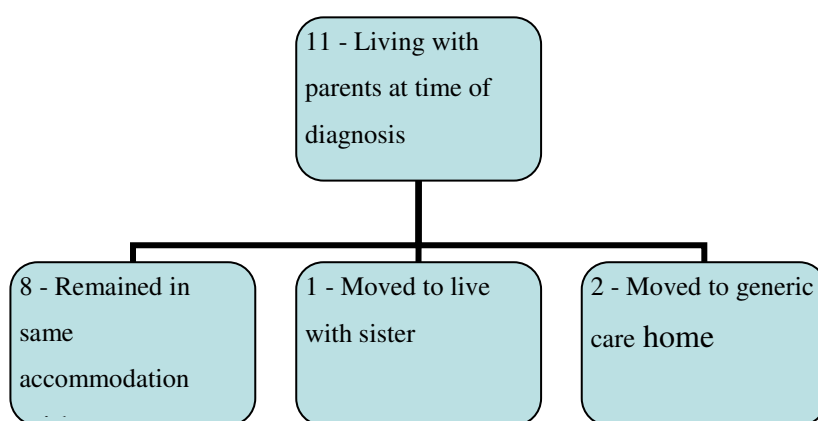 11 - Living with
parents at time of
diagnosis
8 - Remained in
same
accommodation
1 - Moved to live
with sister
2 - Moved to generic
care home